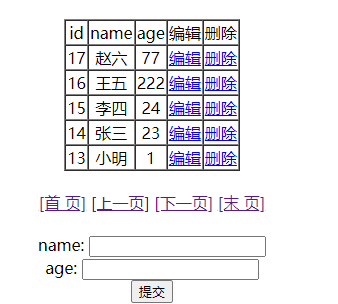 id name age 编辑 删除
17 赵六 77 编辑 删除
16 王五 222 编辑 删除
15 李四 24 编辑 删除
14 张三 23 编辑 删除
13 小明 1 编辑 删除
[首 页] [上一页] [下一页] [末 页]
name:
age:
提交